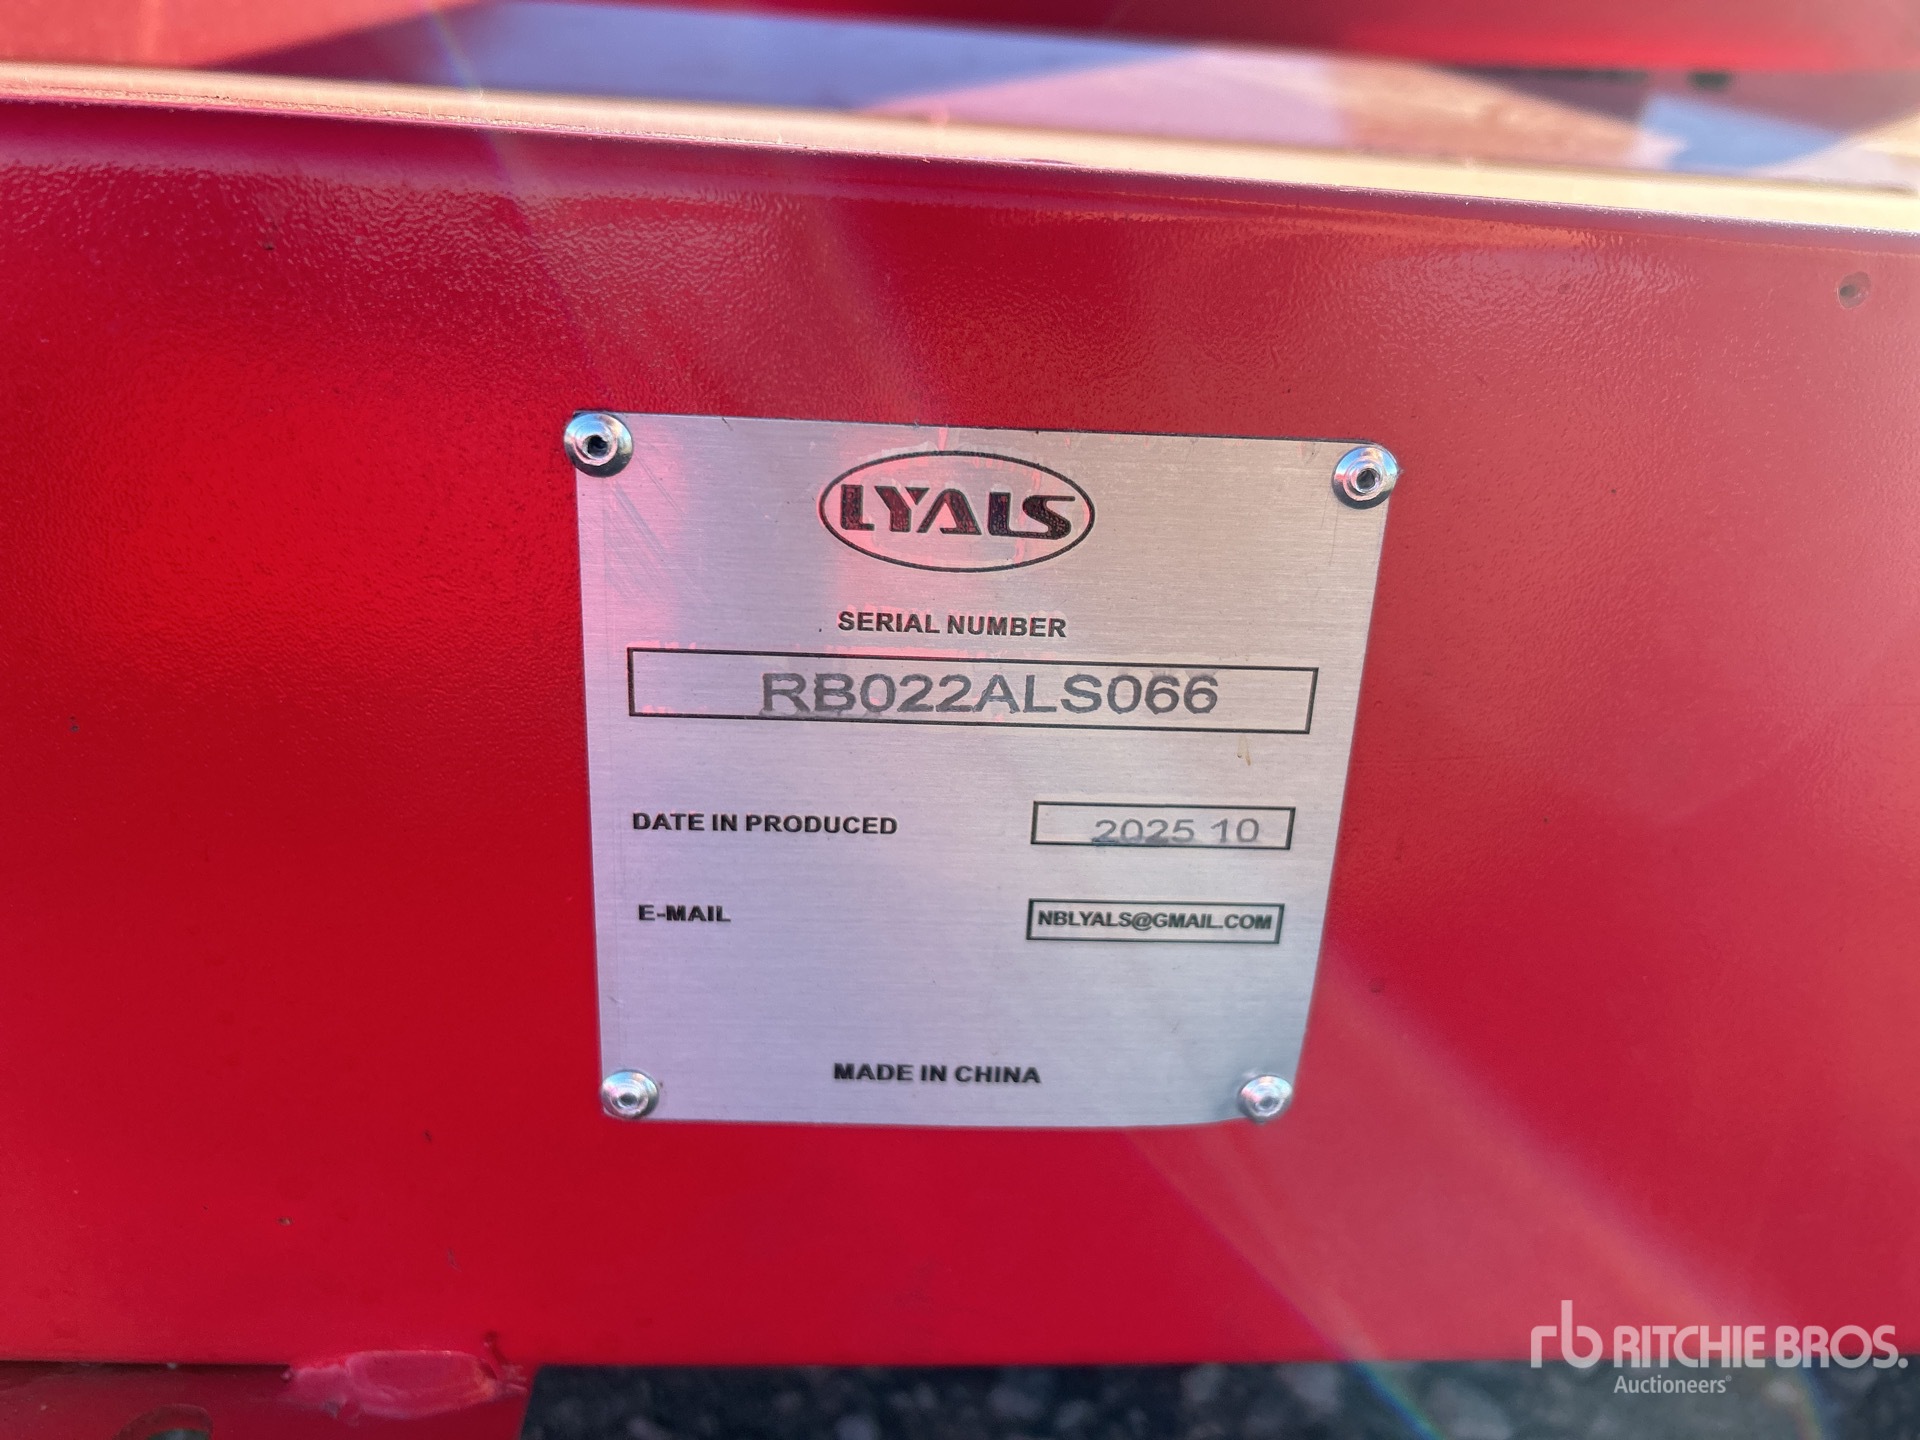 LYALS
SERIAL NUMBER
RB022ALS066
DATE IN PRODUCED 2025 10
E-MAIL NBLYALS@GMAIL.COM
MADE IN CHINA
rb RITCHIE BROS.
Auctioneers